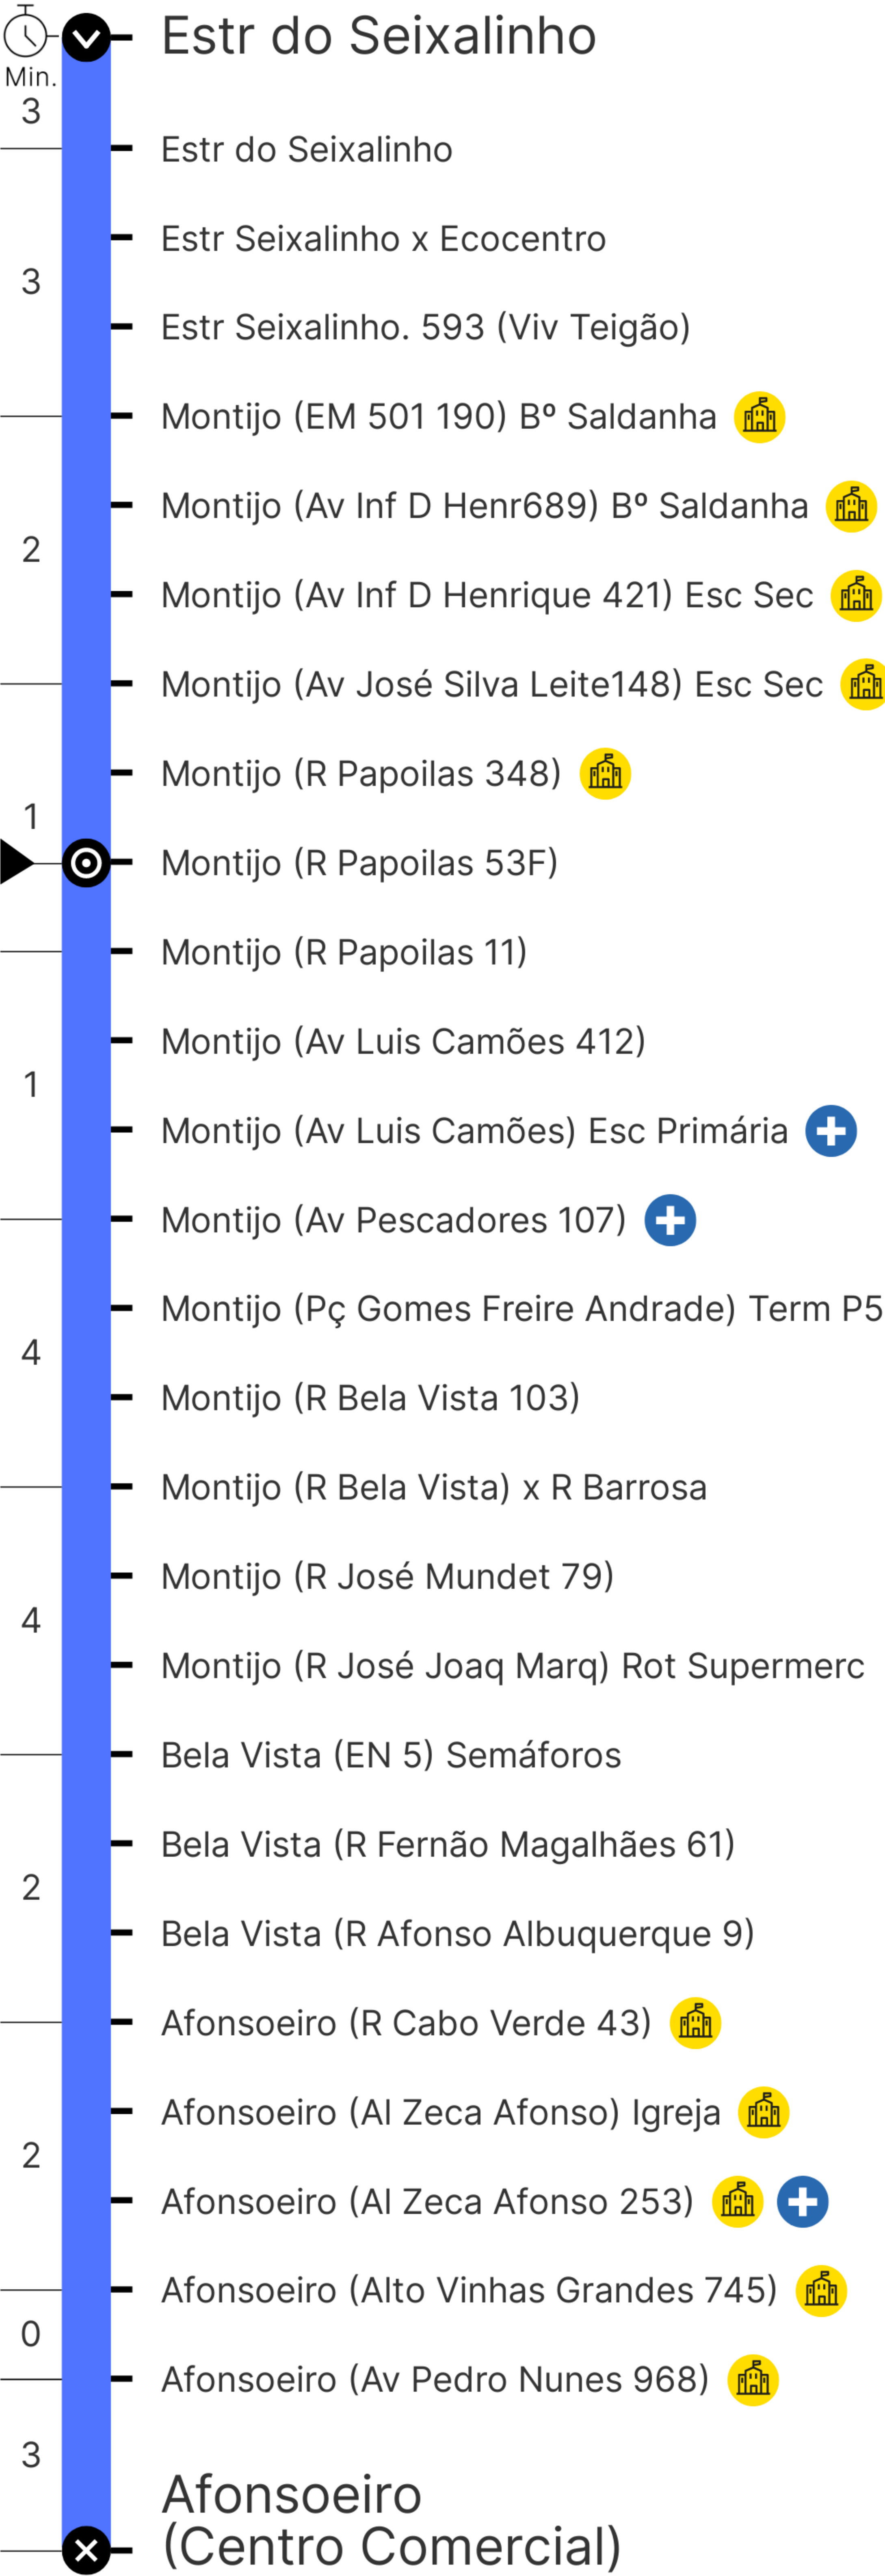 Estr do Seixalinho
Min.
3
Estr do Seixalinho
Estr Seixalinho x Ecocentro
3
Estr Seixalinho. 593 (Viv Teigão)
Montijo (EM 501 190) Bº Saldanha
Montijo (Av Inf D Henr689) Bº Saldanha
2
Montijo (Av Inf D Henrique 421) Esc Sec
Montijo (Av José Silva Leite148) Esc Sec
Montijo (R Papoilas 348)
1
Montijo (R Papoilas 53F)
Montijo (R Papoilas 11)
Montijo (Av Luis Camões 412)
1
Montijo (Av Luis Camões) Esc Primária
Montijo (Av Pescadores 107)
Montijo (Pç Gomes Freire Andrade) Term P5
4
Montijo (R Bela Vista 103)
Montijo (R Bela Vista) x R Barrosa
Montijo (R José Mundet 79)
4
Montijo (R José Joaq Marq) Rot Supermerc
Bela Vista (EN 5) Semáforos
Bela Vista (R Fernão Magalhães 61)
2
Bela Vista (R Afonso Albuquerque 9)
Afonsoeiro (R Cabo Verde 43)
Afonsoeiro (Al Zeca Afonso) Igreja
2
Afonsoeiro (Al Zeca Afonso 253)
Afonsoeiro (Alto Vinhas Grandes 745)
0
Afonsoeiro (Av Pedro Nunes 968)
3
Afonsoeiro
(Centro Comercial)